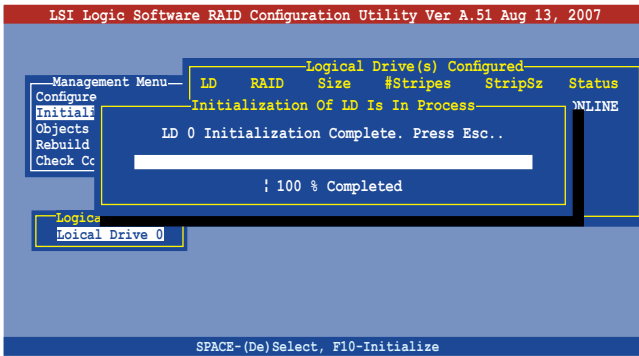 LSI Logic Software RAID Configuration Utility Ver A.51 Aug 13, 2007
Logical Drive(s) Configured
Management Menu
LD RAID Size #Stripes StripSz Status
Configure
Initialization Of LD Is In Process
Initiali
ONLINE
Objects
LD 0 Initialization Complete. Press Esc..
Rebuild
Check Co
¦ 100 % Completed
Logica
Loical Drive 0
SPACE-(De)Select, F10-Initialize